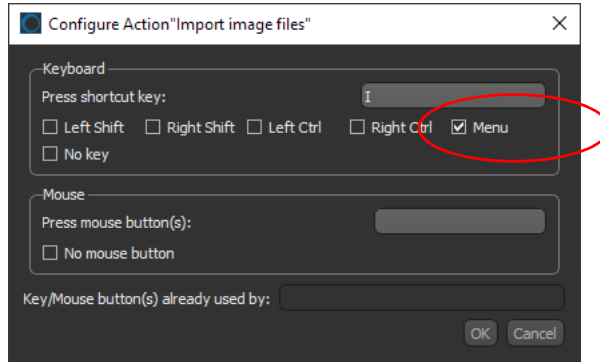 Configure Action"Import image files"
Keyboard
Press shortcut key: I
Left Shift Right Shift Left Ctrl Right Ctrl Menu
No key
Mouse
Press mouse button(s):
No mouse button
Key/Mouse button(s) already used by:
OK Cancel